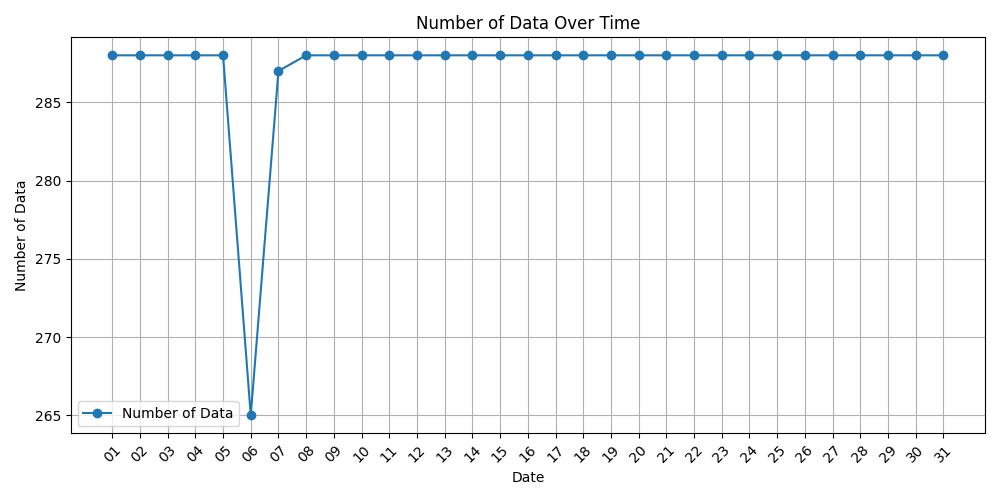 Number of Data Over Time
Number of Data
285
280
275
270
265
Number of Data
01 02 03 04 05 06 07 08 09 10 11 12 13 14 15 16 17 18 19 20 21 22 23 24 25 26 27 28 29 30 31
Date